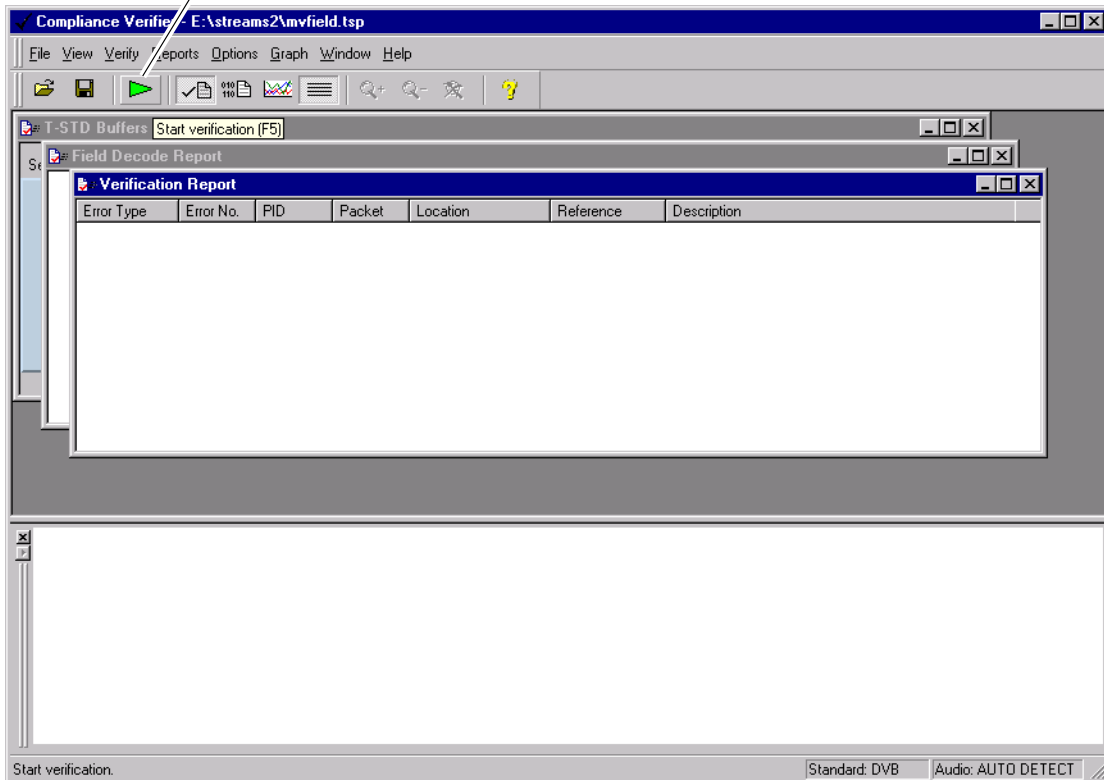 Compliance Verifier - E:\streams2\mvfield.tsp
File View Verify Reports Options Graph Window Help
T-STD Buffers
Start verification (F5)
Field Decode Report
Verification Report
Error Type Error No. PID Packet Location Reference Description
Start verification. Standard: DVB Audio: AUTO DETECT